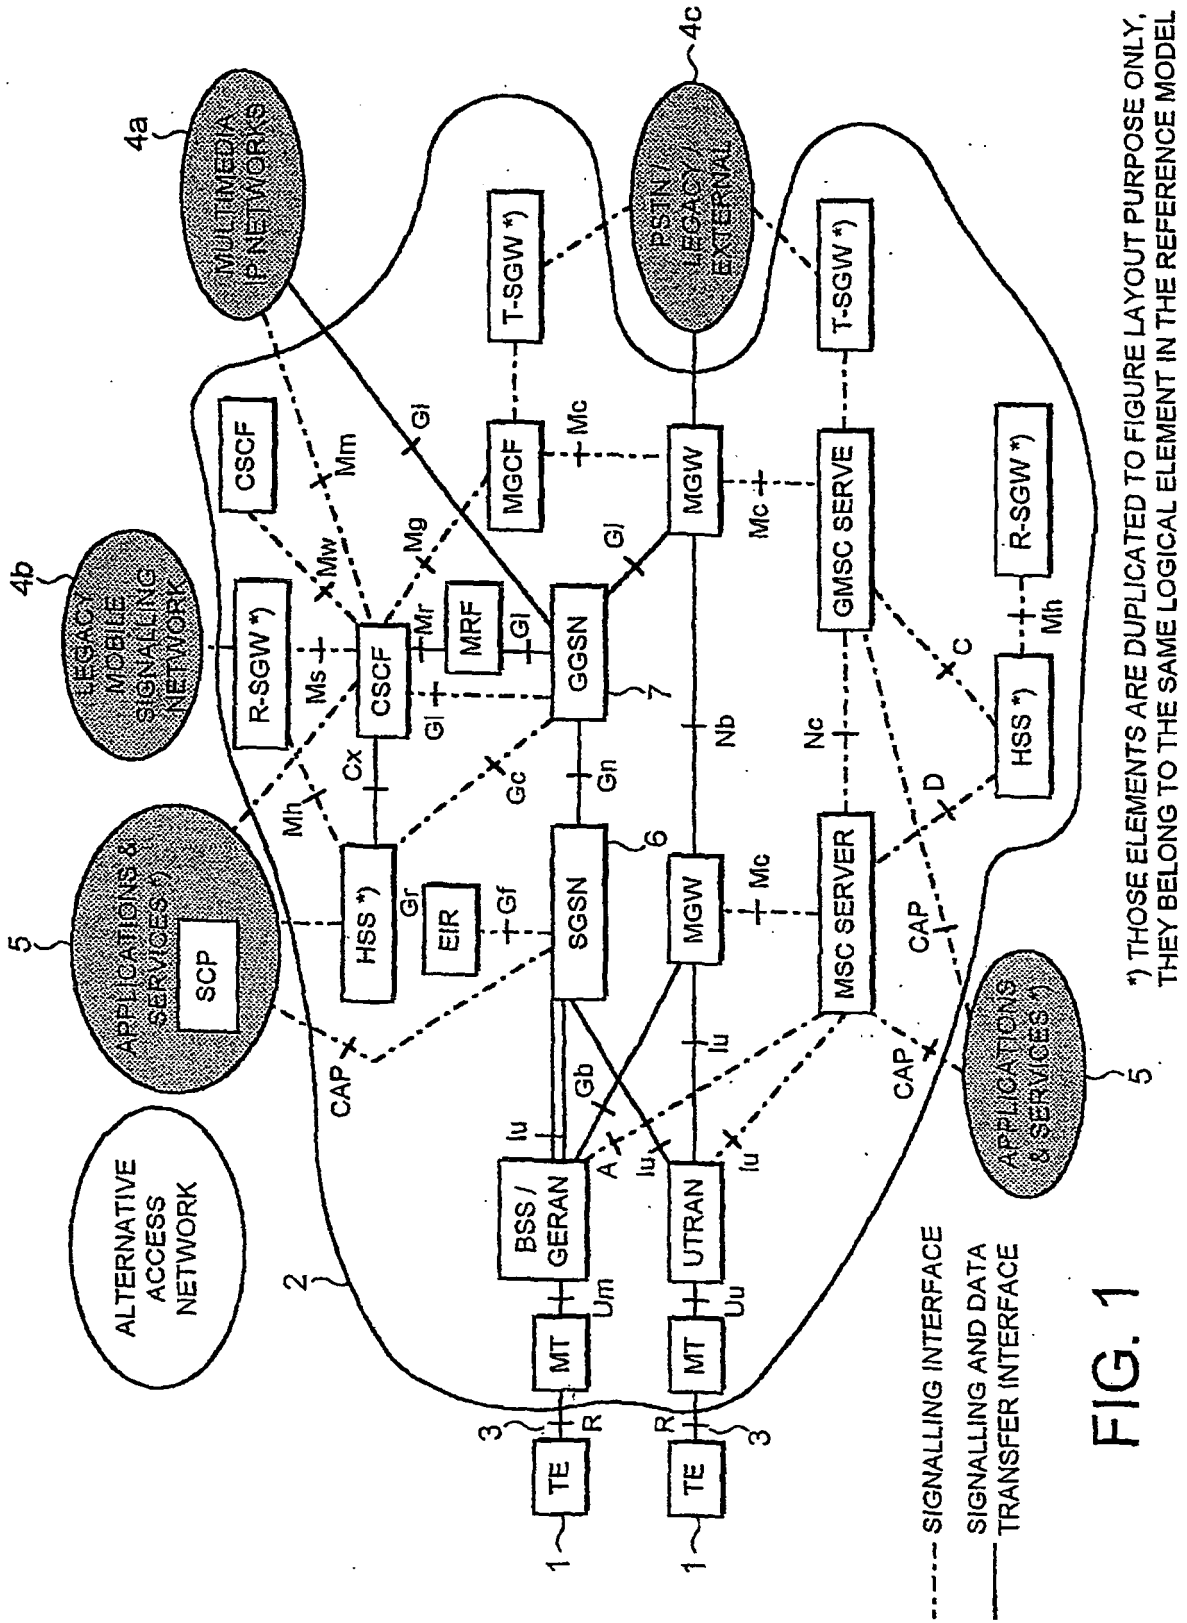 ALTERNATIVE
ACCESS
NETWORK
5
APPLICATIONS &
SERVICES*)
SCP
4b
LEGACY
MOBILE
SIGNALLING
NETWORK
4a
MULTIMEDIA
IP NETWORKS
2
CAP
Mh
R-SGW *)
Ms
Mw
CSCF
Mm
HSS *)
Cx
CSCF
Mg
Gi
Gr
EIR
Gf
Gi
Mr
MRF
Gi
Gc
MGCF
T-SGW *)
Mc
3
1
TE
R
MT
Um
BSS /
GERAN
Iu
SGSN
6
Gn
GGSN
7
Gi
4c
PSTN /
LEGACY /
EXTERNAL
Gb
A
Iu
1
TE
R
3
MT
Uu
UTRAN
Iu
Iu
MGW
Nb
MGW
Mc
Mc
MSC SERVER
Nc
GMSC SERVE
T-SGW *)
CAP
CAP
D
C
HSS *)
Mh
R-SGW *)
APPLICATIONS
& SERVICES*)
5
SIGNALLING INTERFACE
SIGNALLING AND DATA
TRANSFER INTERFACE
FIG. 1
*) THOSE ELEMENTS ARE DUPLICATED TO FIGURE LAYOUT PURPOSE ONLY,
THEY BELONG TO THE SAME LOGICAL ELEMENT IN THE REFERENCE MODEL